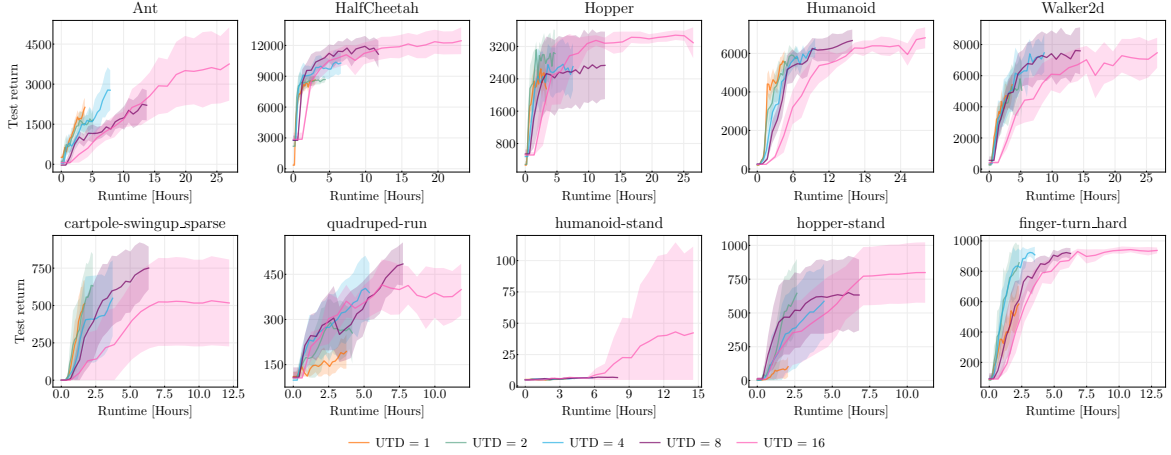 Ant HalfCheetah Hopper Humanoid Walker2d
Test return
4500
3000
1500
0
0 5 10 15 20 25
Runtime [Hours]
12000
9000
6000
3000
0
0 5 10 15 20
Runtime [Hours]
3200
2400
1600
800
0 5 10 15 20 25
Runtime [Hours]
6000
4000
2000
0
0 6 12 18 24
Runtime [Hours]
8000
6000
4000
2000
0
0 5 10 15 20 25
Runtime [Hours]
cartpole-swingup_sparse quadruped-run humanoid-stand hopper-stand finger-turn_hard
Test return
750
500
250
0
0.0 2.5 5.0 7.5 10.0 12.5
Runtime [Hours]
450
300
150
0.0 2.5 5.0 7.5 10.0
Runtime [Hours]
100
75
50
25
0
0 3 6 9 12 15
Runtime [Hours]
1000
750
500
250
0
0.0 2.5 5.0 7.5 10.0
Runtime [Hours]
1000
800
600
400
200
0.0 2.5 5.0 7.5 10.0 12.5
Runtime [Hours]
UTD = 1 UTD = 2 UTD = 4 UTD = 8 UTD = 16